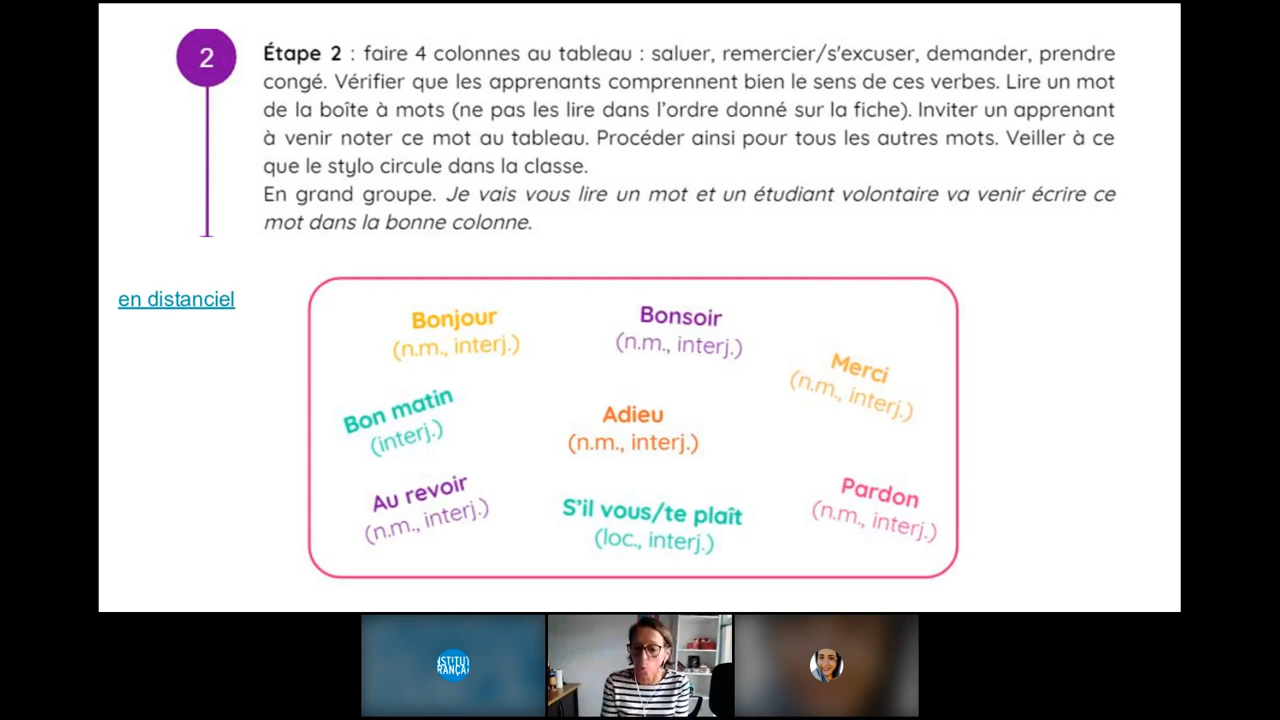 2
Étape 2 : faire 4 colonnes au tableau : saluer, remercier/s'excuser, demander, prendre
congé. Vérifier que les apprenants comprennent bien le sens de ces verbes. Lire un mot
de la boîte à mots (ne pas les lire dans l’ordre donné sur la fiche). Inviter un apprenant
à venir noter ce mot au tableau. Procéder ainsi pour tous les autres mots. Veiller à ce
que le stylo circule dans la classe.
En grand groupe. Je vais vous lire un mot et un étudiant volontaire va venir écrire ce
mot dans la bonne colonne.
en distanciel
Bonjour
(n.m., interj.)
Bonsoir
(n.m., interj.)
Merci
(n.m., interj.)
Bon matin
(interj.)
Adieu
(n.m., interj.)
Au revoir
(n.m., interj.)
S’il vous/te plaît
(loc., interj.)
Pardon
(n.m., interj.)